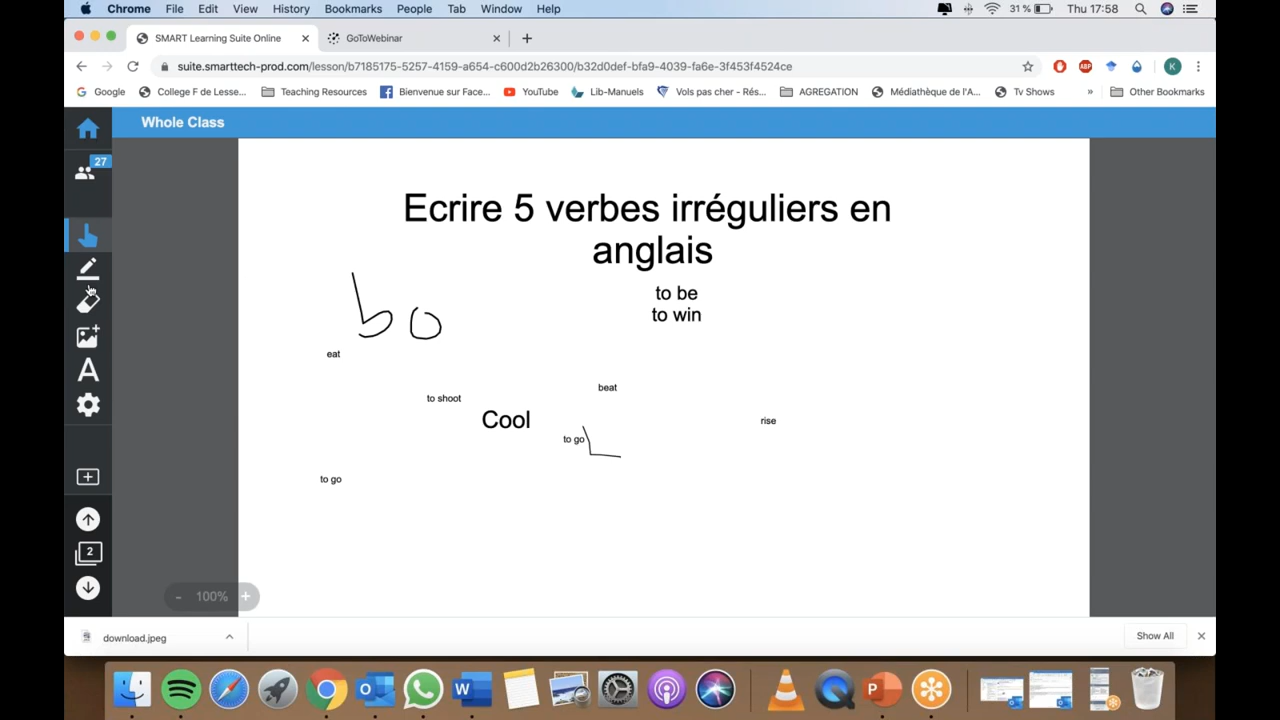 Chrome File Edit View History Bookmarks People Tab Window Help 31 % Thu 17:58
SMART Learning Suite Online GoToWebinar
suite.smarttech-prod.com/lesson/b7185175-5257-4159-a654-c600d2b26300/b32d0def-bfa9-4039-fa6e-3f453f4524ce
ABP K
Google College F de Lesse... Teaching Resources Bienvenue sur Face... YouTube Lib-Manuels Vols pas cher - Rés... AGREGATION Médiathèque de l'A... Tv Shows » Other Bookmarks
Whole Class
27
Ecrire 5 verbes irréguliers en
anglais
to be
to win
bo
eat
beat
to shoot
Cool
rise
to go
to go
A
2
- 100% +
download.jpeg Show All